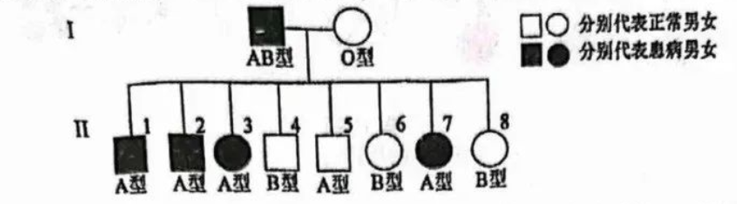 I
AB型 O型
□○ 分别代表正常男女
■● 分别代表患病男女
II
1 2 3 4 5 6 7 8
A型 A型 A型 B型 A型 B型 A型 B型